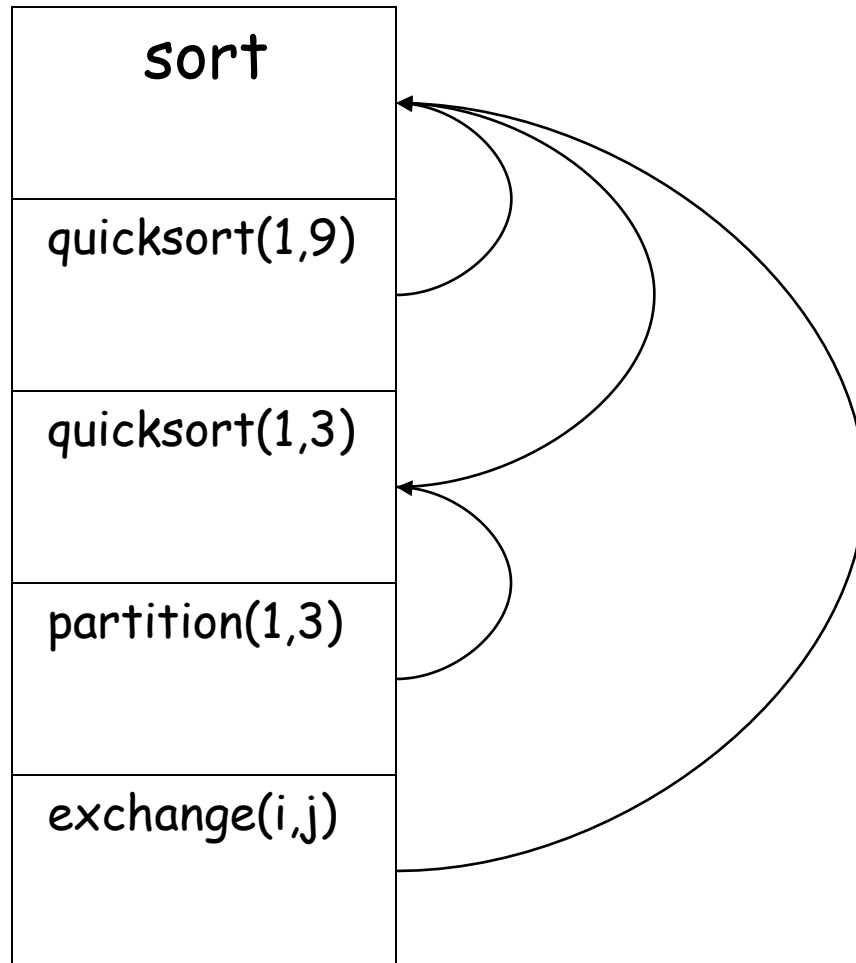 sort
quicksort(1,9)
quicksort(1,3)
partition(1,3)
exchange(i,j)